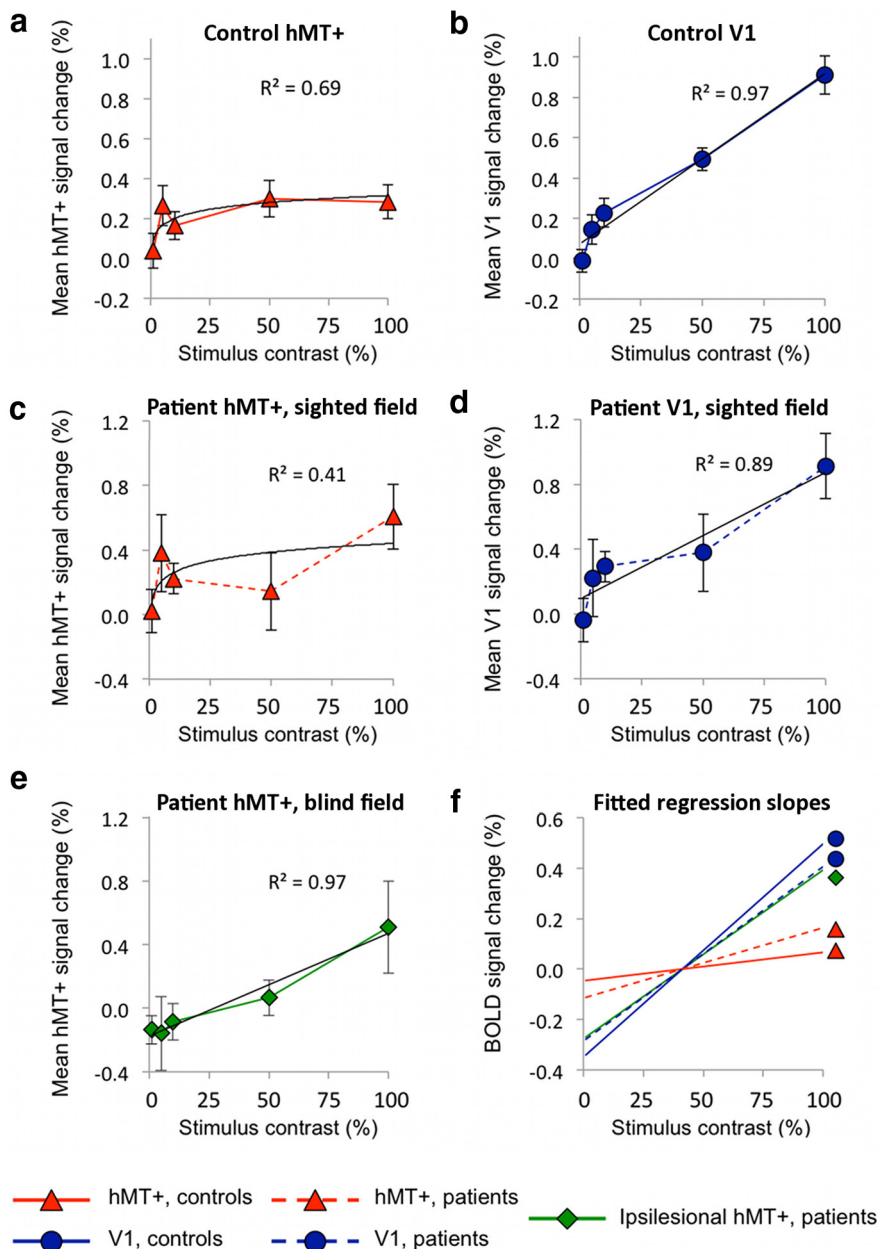 a
Control hMT+
Mean hMT+ signal change (%)
1.0
0.8
0.6
0.4
0.2
0.0
-0.2
R² = 0.69
0 25 50 75 100
Stimulus contrast (%)
b
Control V1
Mean V1 signal change (%)
1.0
0.8
0.6
0.4
0.2
0.0
-0.2
R² = 0.97
0 25 50 75 100
Stimulus contrast (%)
c
Patient hMT+, sighted field
Mean hMT+ signal change (%)
1.2
0.8
0.4
0.0
-0.4
R² = 0.41
0 25 50 75 100
Stimulus contrast (%)
d
Patient V1, sighted field
Mean V1 signal change (%)
1.2
0.8
0.4
0.0
-0.4
R² = 0.89
0 25 50 75 100
Stimulus contrast (%)
e
Patient hMT+, blind field
Mean hMT+ signal change (%)
1.2
0.8
0.4
0.0
-0.4
R² = 0.97
0 25 50 75 100
Stimulus contrast (%)
f
Fitted regression slopes
BOLD signal change (%)
0.6
0.4
0.2
0.0
-0.2
-0.4
0 25 50 75 100
Stimulus contrast (%)
hMT+, controls
hMT+, patients
Ipsilesional hMT+, patients
V1, controls
V1, patients